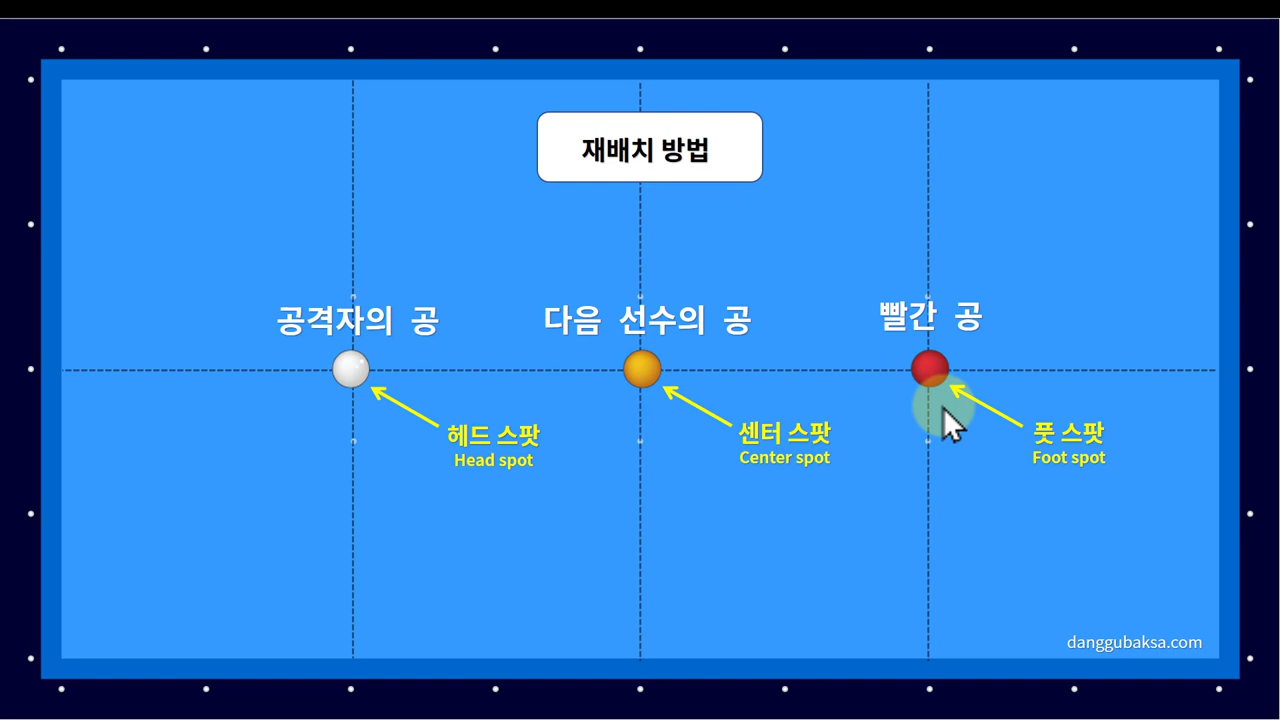 재배치 방법
공격자의 공
다음 선수의 공
빨간 공
헤드 스팟
Head spot
센터 스팟
Center spot
풋 스팟
Foot spot
danggubaksa.com